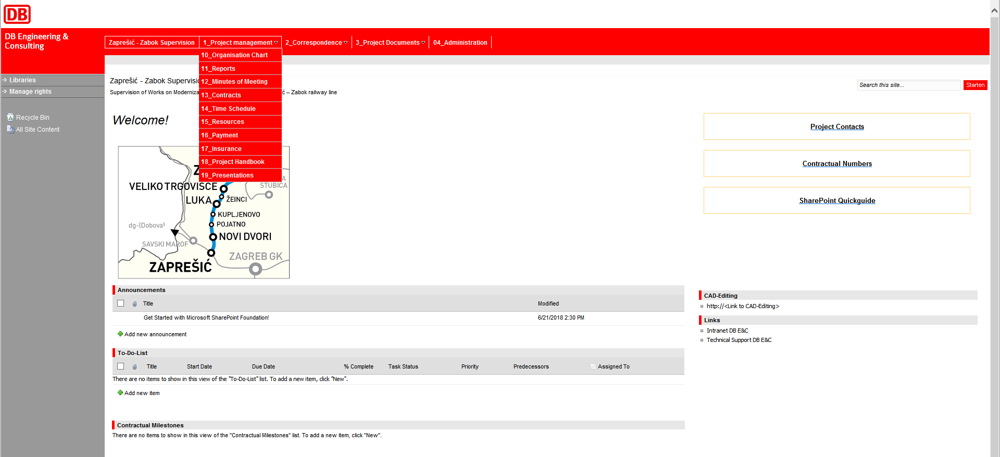 DB
DB Engineering &
Consulting
Zaprešić - Zabok Supervision
1_Project management
2_Correspondence
3_Project Documents
04_Administration
10_Organisation Chart
11_Reports
12_Minutes of Meeting
13_Contracts
14_Time Schedule
15_Resources
16_Payment
17_Insurance
18_Project Handbook
19_Presentations
Libraries
Manage rights
Recycle Bin
All Site Content
Zaprešić - Zabok
Supervision of Works on
– Zabok railway line
Search this site...
Starten
Welcome!
VELIKO TRGOVISCE
STUBICA
LUKA
ŽEINCI
KUPLJENOVO
POJATNO
dg-(Dobova)
NOVI DVORI
SAVSKI MAROF
ZAGREB GK
ZAPREŠIĆ
Project Contacts
Contractual Numbers
SharePoint Quickguide
Announcements
Title Modified
Get Started with Microsoft SharePoint Foundation! 6/21/2018 2:30 PM
Add new announcement
To-Do-List
Title Start Date Due Date % Complete Task Status Priority Predecessors Assigned To
There are no items to show in this view of the "To-Do-List" list. To add a new item, click "New".
Add new item
Contractual Milestones
There are no items to show in this view of the "Contractual Milestones" list. To add a new item, click "New".
CAD-Editing
http://<Link to CAD-Editing>
Links
Intranet DB E&C
Technical Support DB E&C